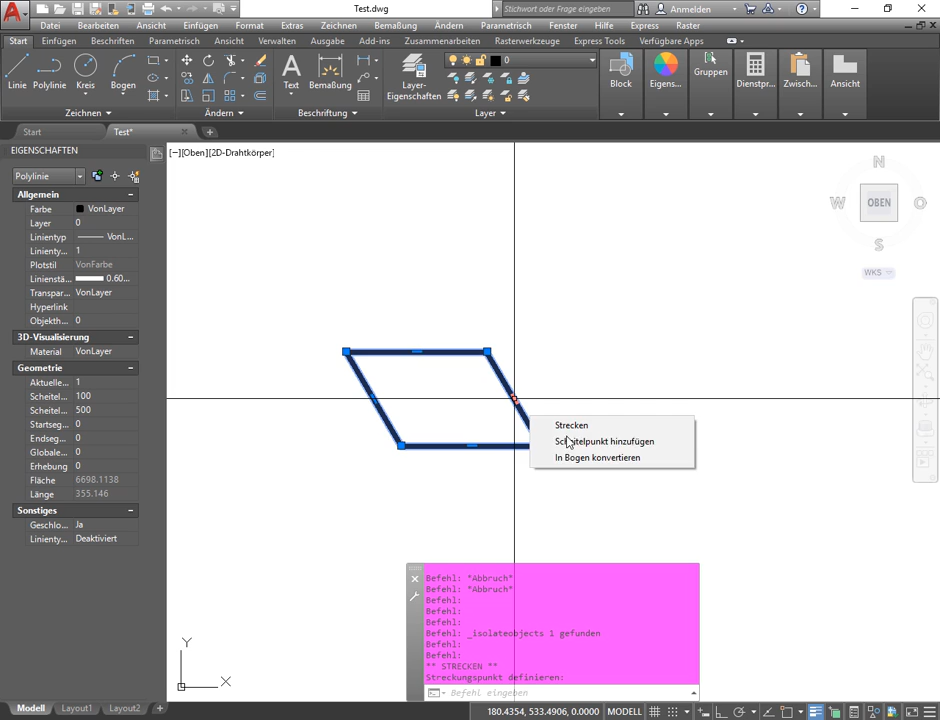 Test.dwg
Stichwort oder Frage eingeben
Anmelden
Datei Bearbeiten Ansicht Einfügen Format Extras Zeichnen Bemaßung Ändern Parametrisch Fenster Hilfe Express Raster
Start Einfügen Beschriften Parametrisch Ansicht Verwalten Ausgabe Add-ins Zusammenarbeiten Rasterwerkzeuge Express Tools Verfügbare Apps
0
Linie Polylinie Kreis Bogen Text Bemaßung Layer-Eigenschaften Block Eigens... Gruppen Dienstpr... Zwisch... Ansicht
Zeichnen Ändern Beschriftung Layer
Start Test*
EIGENSCHAFTEN
[−][Oben][2D-Drahtkörper]
Polylinie
Allgemein
Farbe VonLayer
Layer 0
Linientyp VonL...
Linienty... 1
Plotstil VonFarbe
Linienstä... 0.60...
Transpar... VonLayer
Hyperlink
Objekth... 0
3D-Visualisierung
Material VonLayer
Geometrie
Aktuelle... 1
Scheitel... 100
Scheitel... 500
Startseg... 0
Endseg... 0
Globale... 0
Erhebung 0
Fläche 6698.1138
Länge 355.146
Sonstiges
Geschlo... Ja
Linienty... Deaktiviert
N
W OBEN O
S
WKS
Strecken
Scheitelpunkt hinzufügen
In Bogen konvertieren
Befehl: *Abbruch*
Befehl: *Abbruch*
Befehl:
Befehl:
Befehl:
Befehl: _isolateobjects 1 gefunden
Befehl:
Befehl:
** STRECKEN **
Streckungspunkt definieren:
Befehl eingeben
Y
X
Modell Layout1 Layout2
180.4354, 533.4906, 0.0000 MODELL